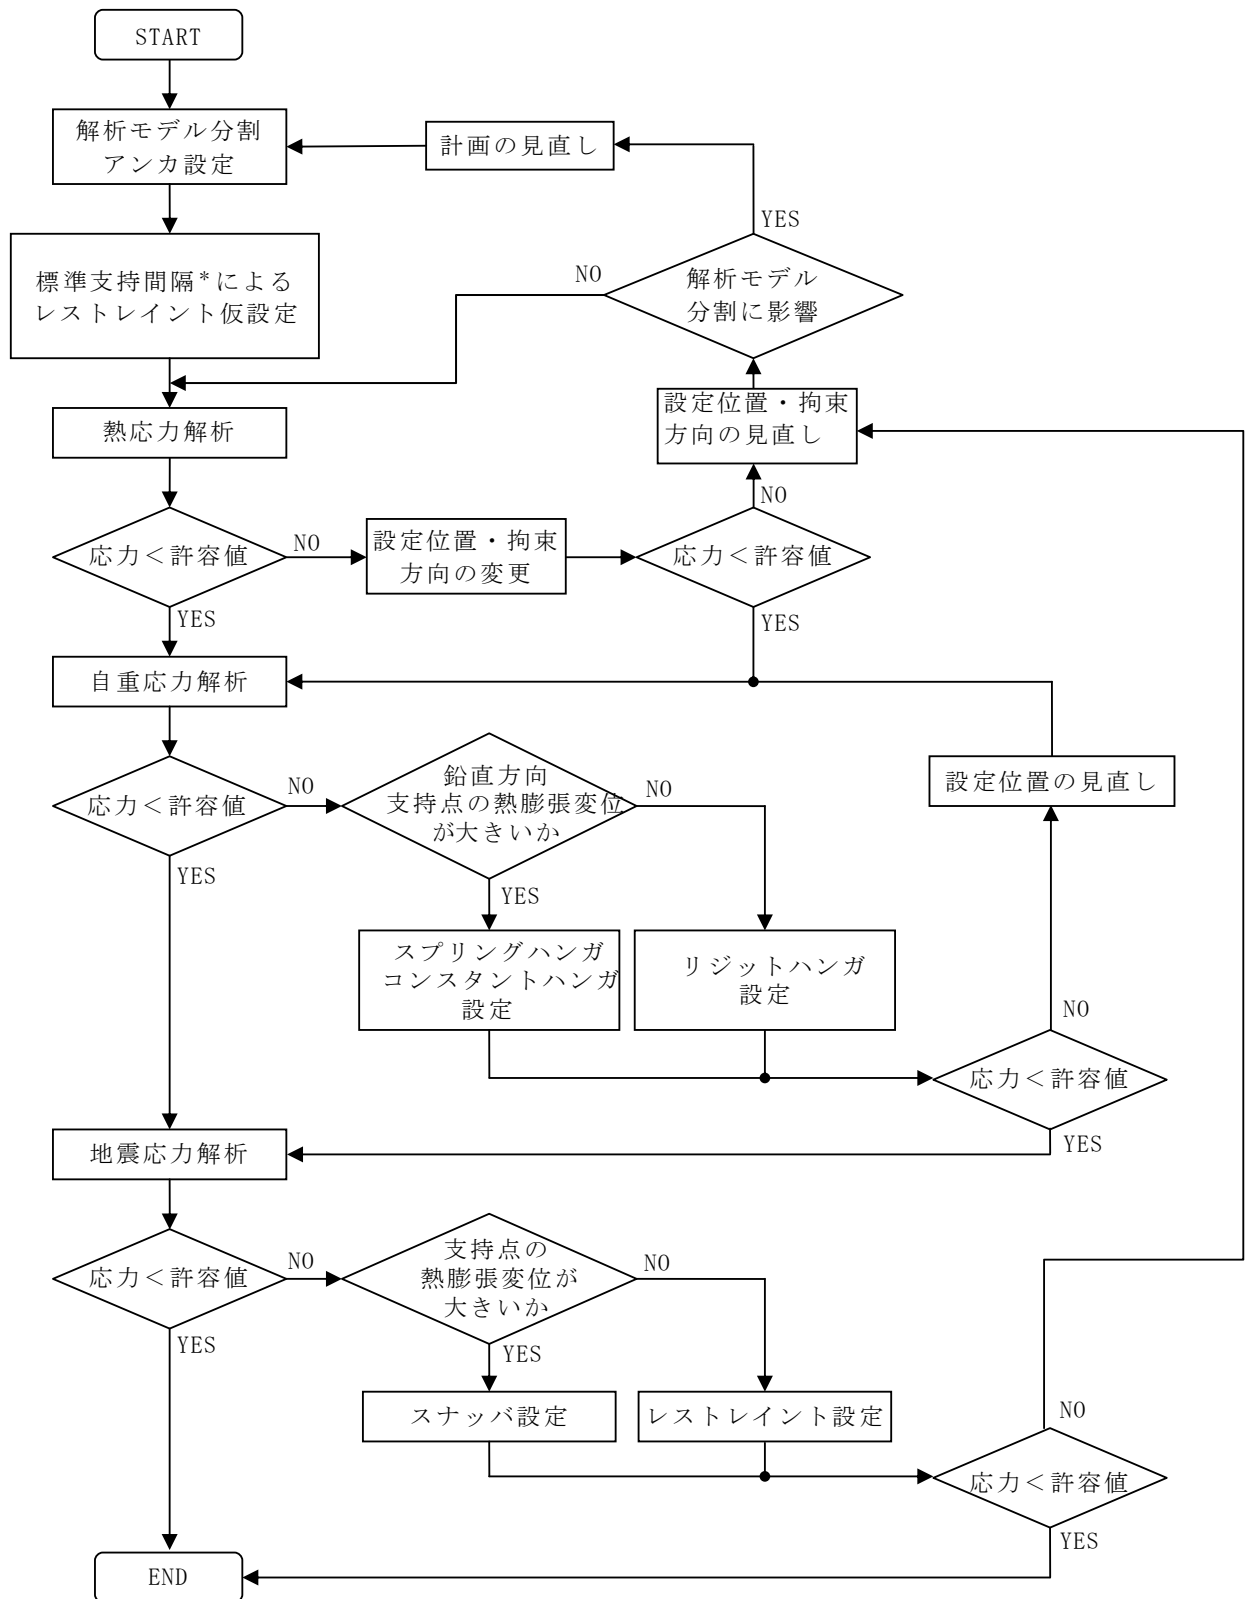 START
解析モデル分割
アンカ設定
計画の見直し
YES
標準支持間隔*による
レストレイント仮設定
NO
解析モデル
分割に影響
設定位置・拘束
方向の見直し
熱応力解析
NO
応力＜許容値
NO
設定位置・拘束
方向の変更
応力＜許容値
YES
YES
自重応力解析
応力＜許容値
NO
鉛直方向
支持点の熱膨張変位
が大きいか
NO
設定位置の見直し
YES
YES
スプリングハンガ
コンスタントハンガ
設定
リジットハンガ
設定
NO
応力＜許容値
YES
地震応力解析
応力＜許容値
NO
支持点の
熱膨張変位が
大きいか
NO
YES
YES
スナッバ設定
レストレイント設定
NO
応力＜許容値
YES
END